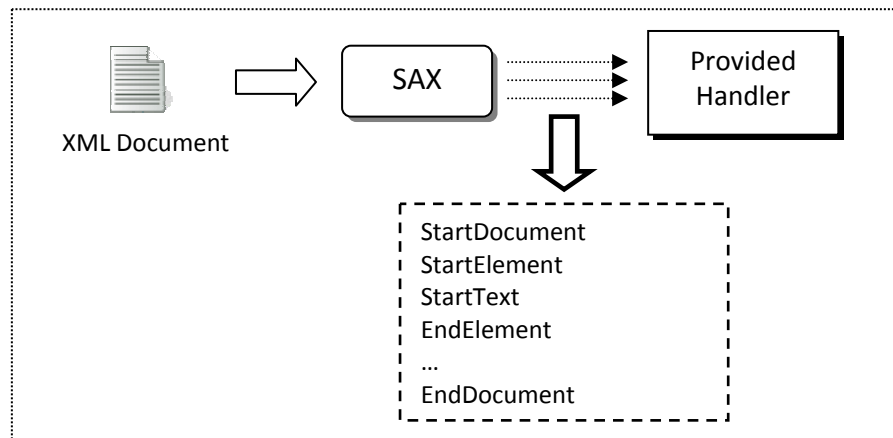 XML Document
SAX
Provided
Handler
StartDocument
StartElement
StartText
EndElement
...
EndDocument